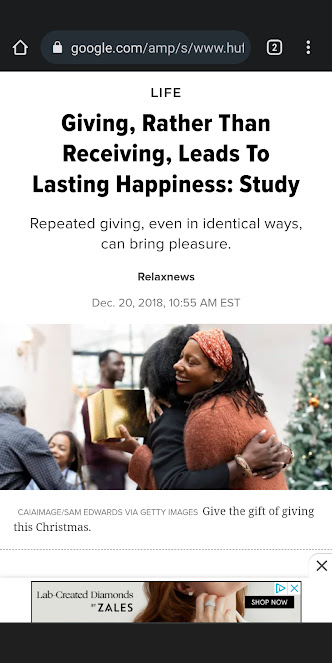 google.com/amp/s/www.huf
2
LIFE
Giving, Rather Than
Receiving, Leads To
Lasting Happiness: Study
Repeated giving, even in identical ways,
can bring pleasure.
Relaxnews
Dec. 20, 2018, 10:55 AM EST
CAIAIMAGE/SAM EDWARDS VIA GETTY IMAGES Give the gift of giving
this Christmas.
Lab-Created Diamonds
BY ZALES
SHOP NOW